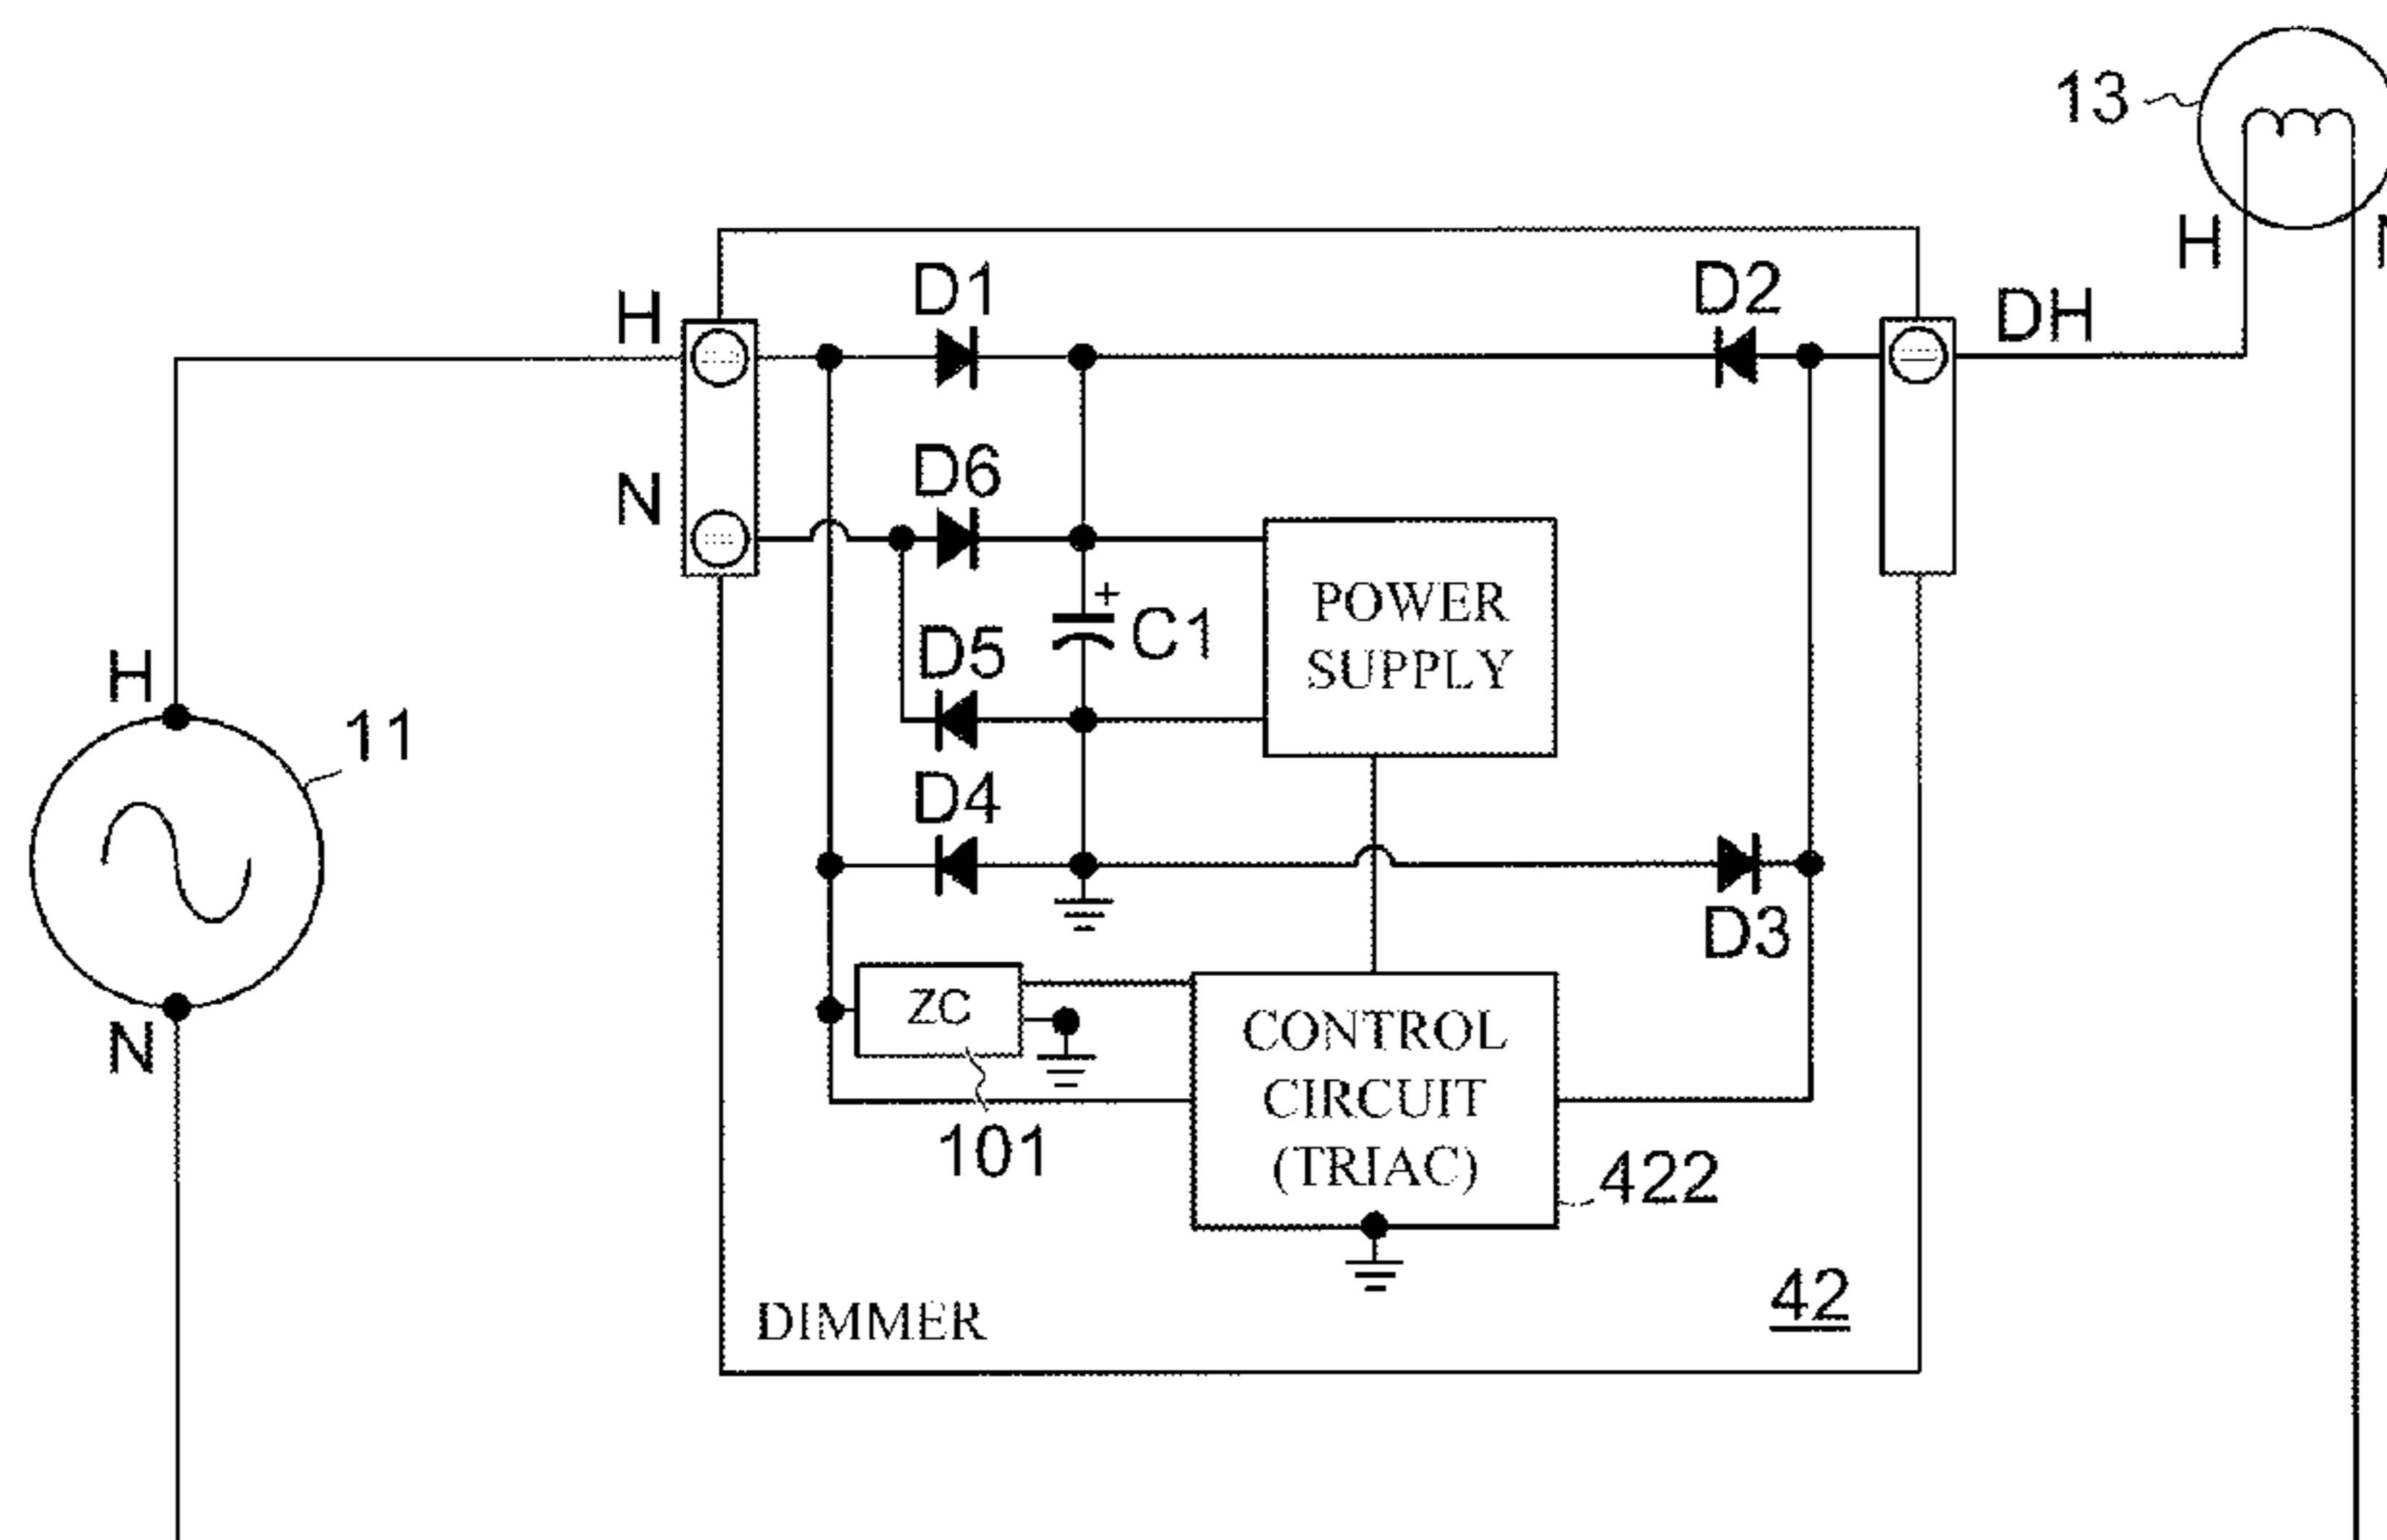 13
H
D1
D2
DH
H
D6
N
+
C1
POWER
SUPPLY
D5
H
11
D4
D3
N
ZC
CONTROL
CIRCUIT
(TRIAC)
101
422
42
DIMMER